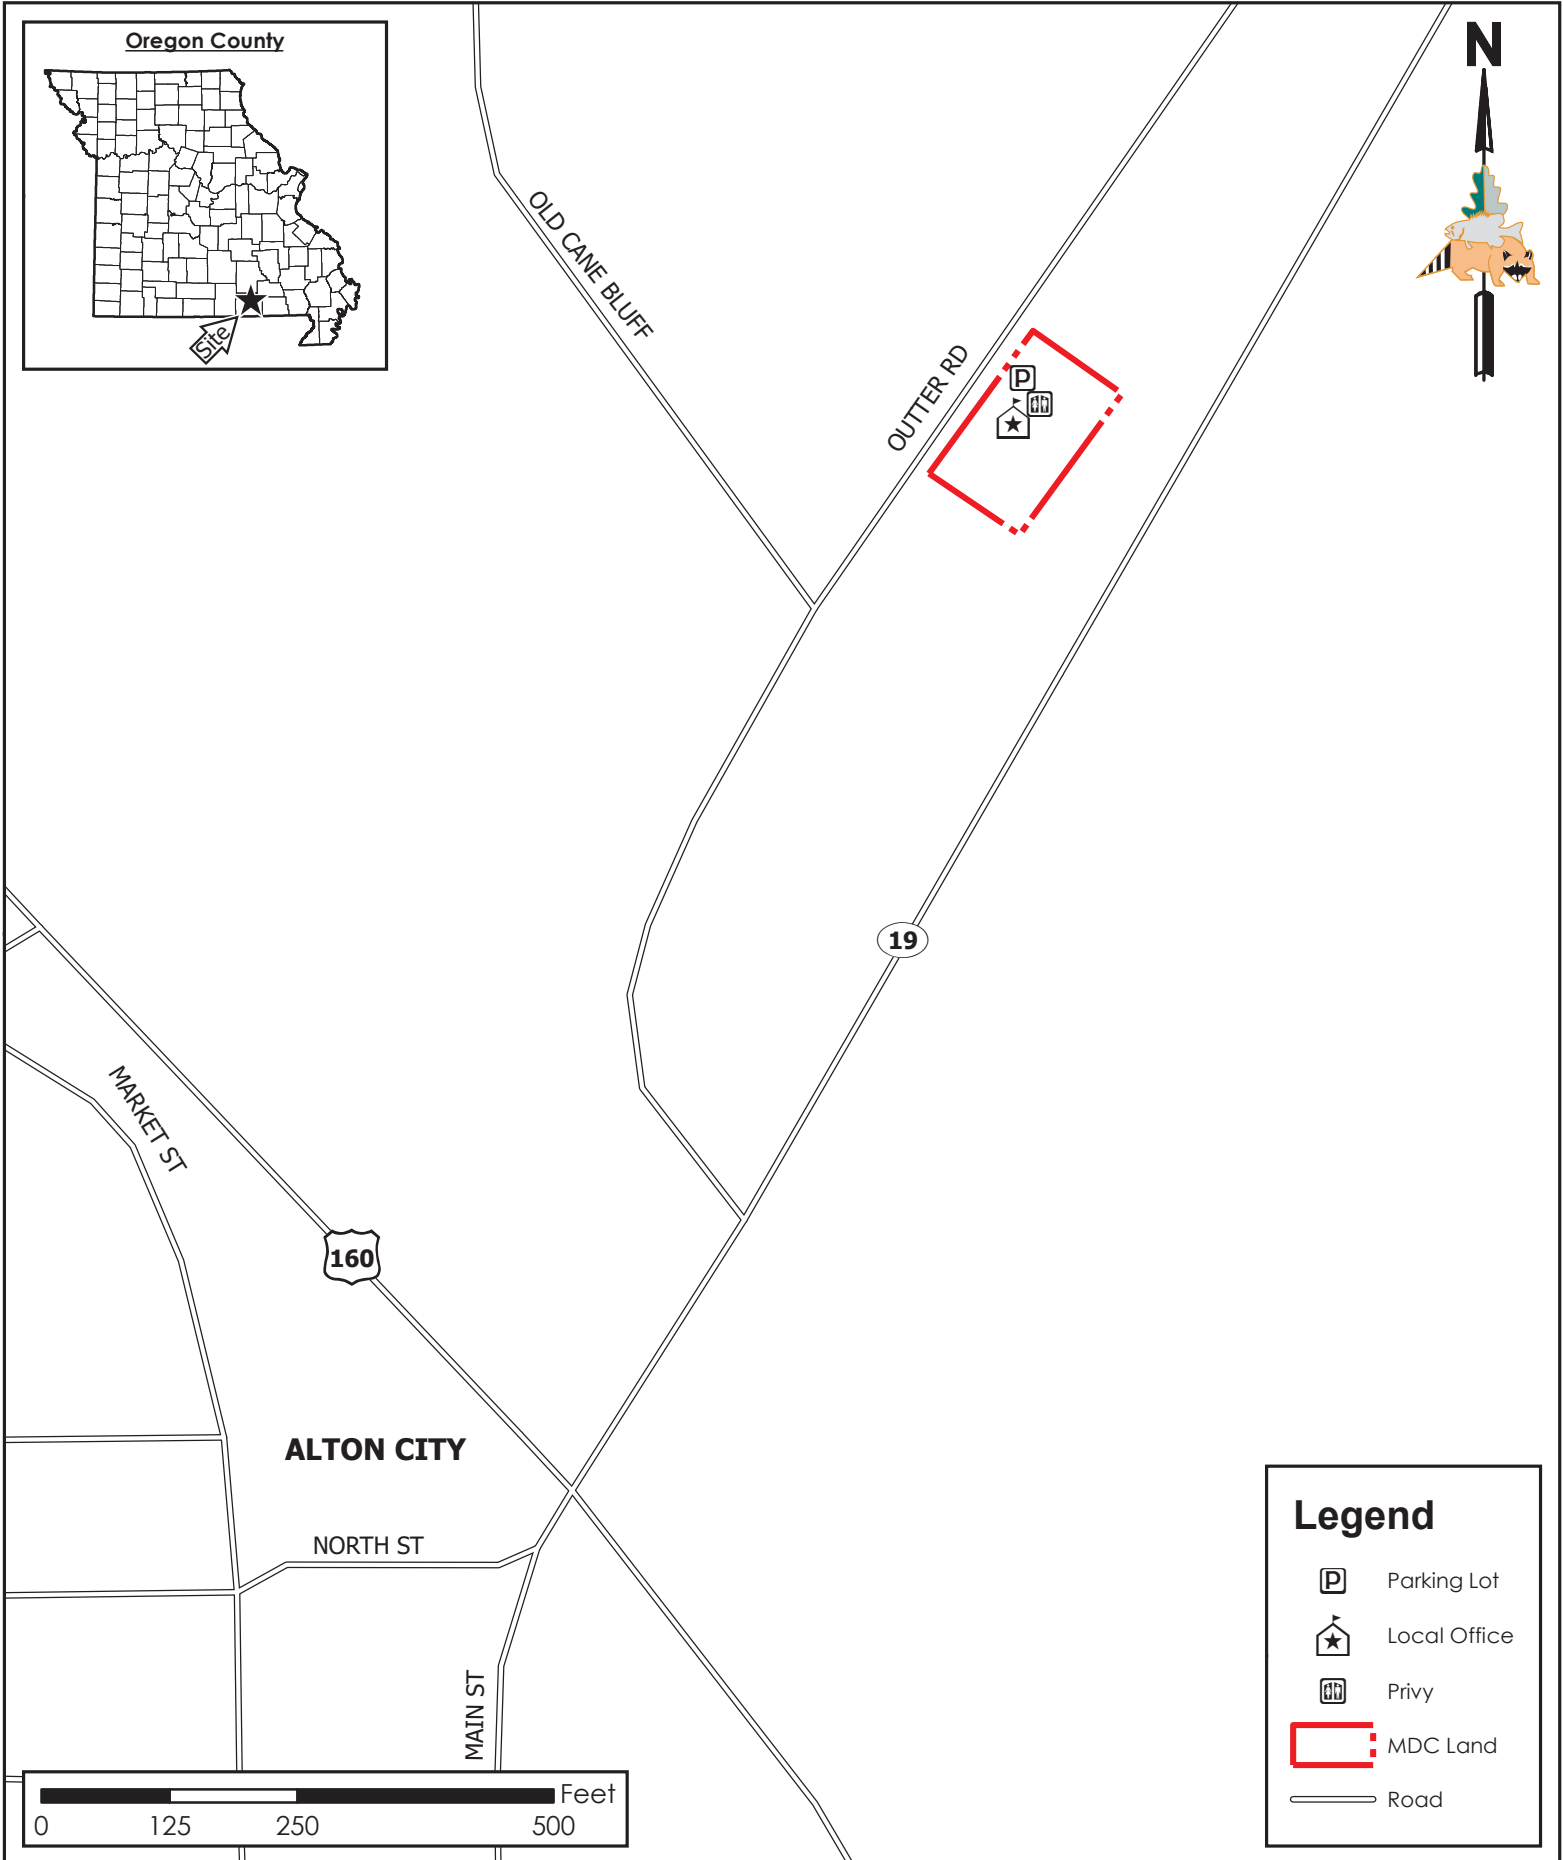 Oregon County
Site
N
OLD CANE BLUFF
OUTTER RD
19
MARKET ST
160
ALTON CITY
NORTH ST
MAIN ST
Feet
0 125 250 500
Legend
P Parking Lot
Local Office
Privy
MDC Land
Road
P